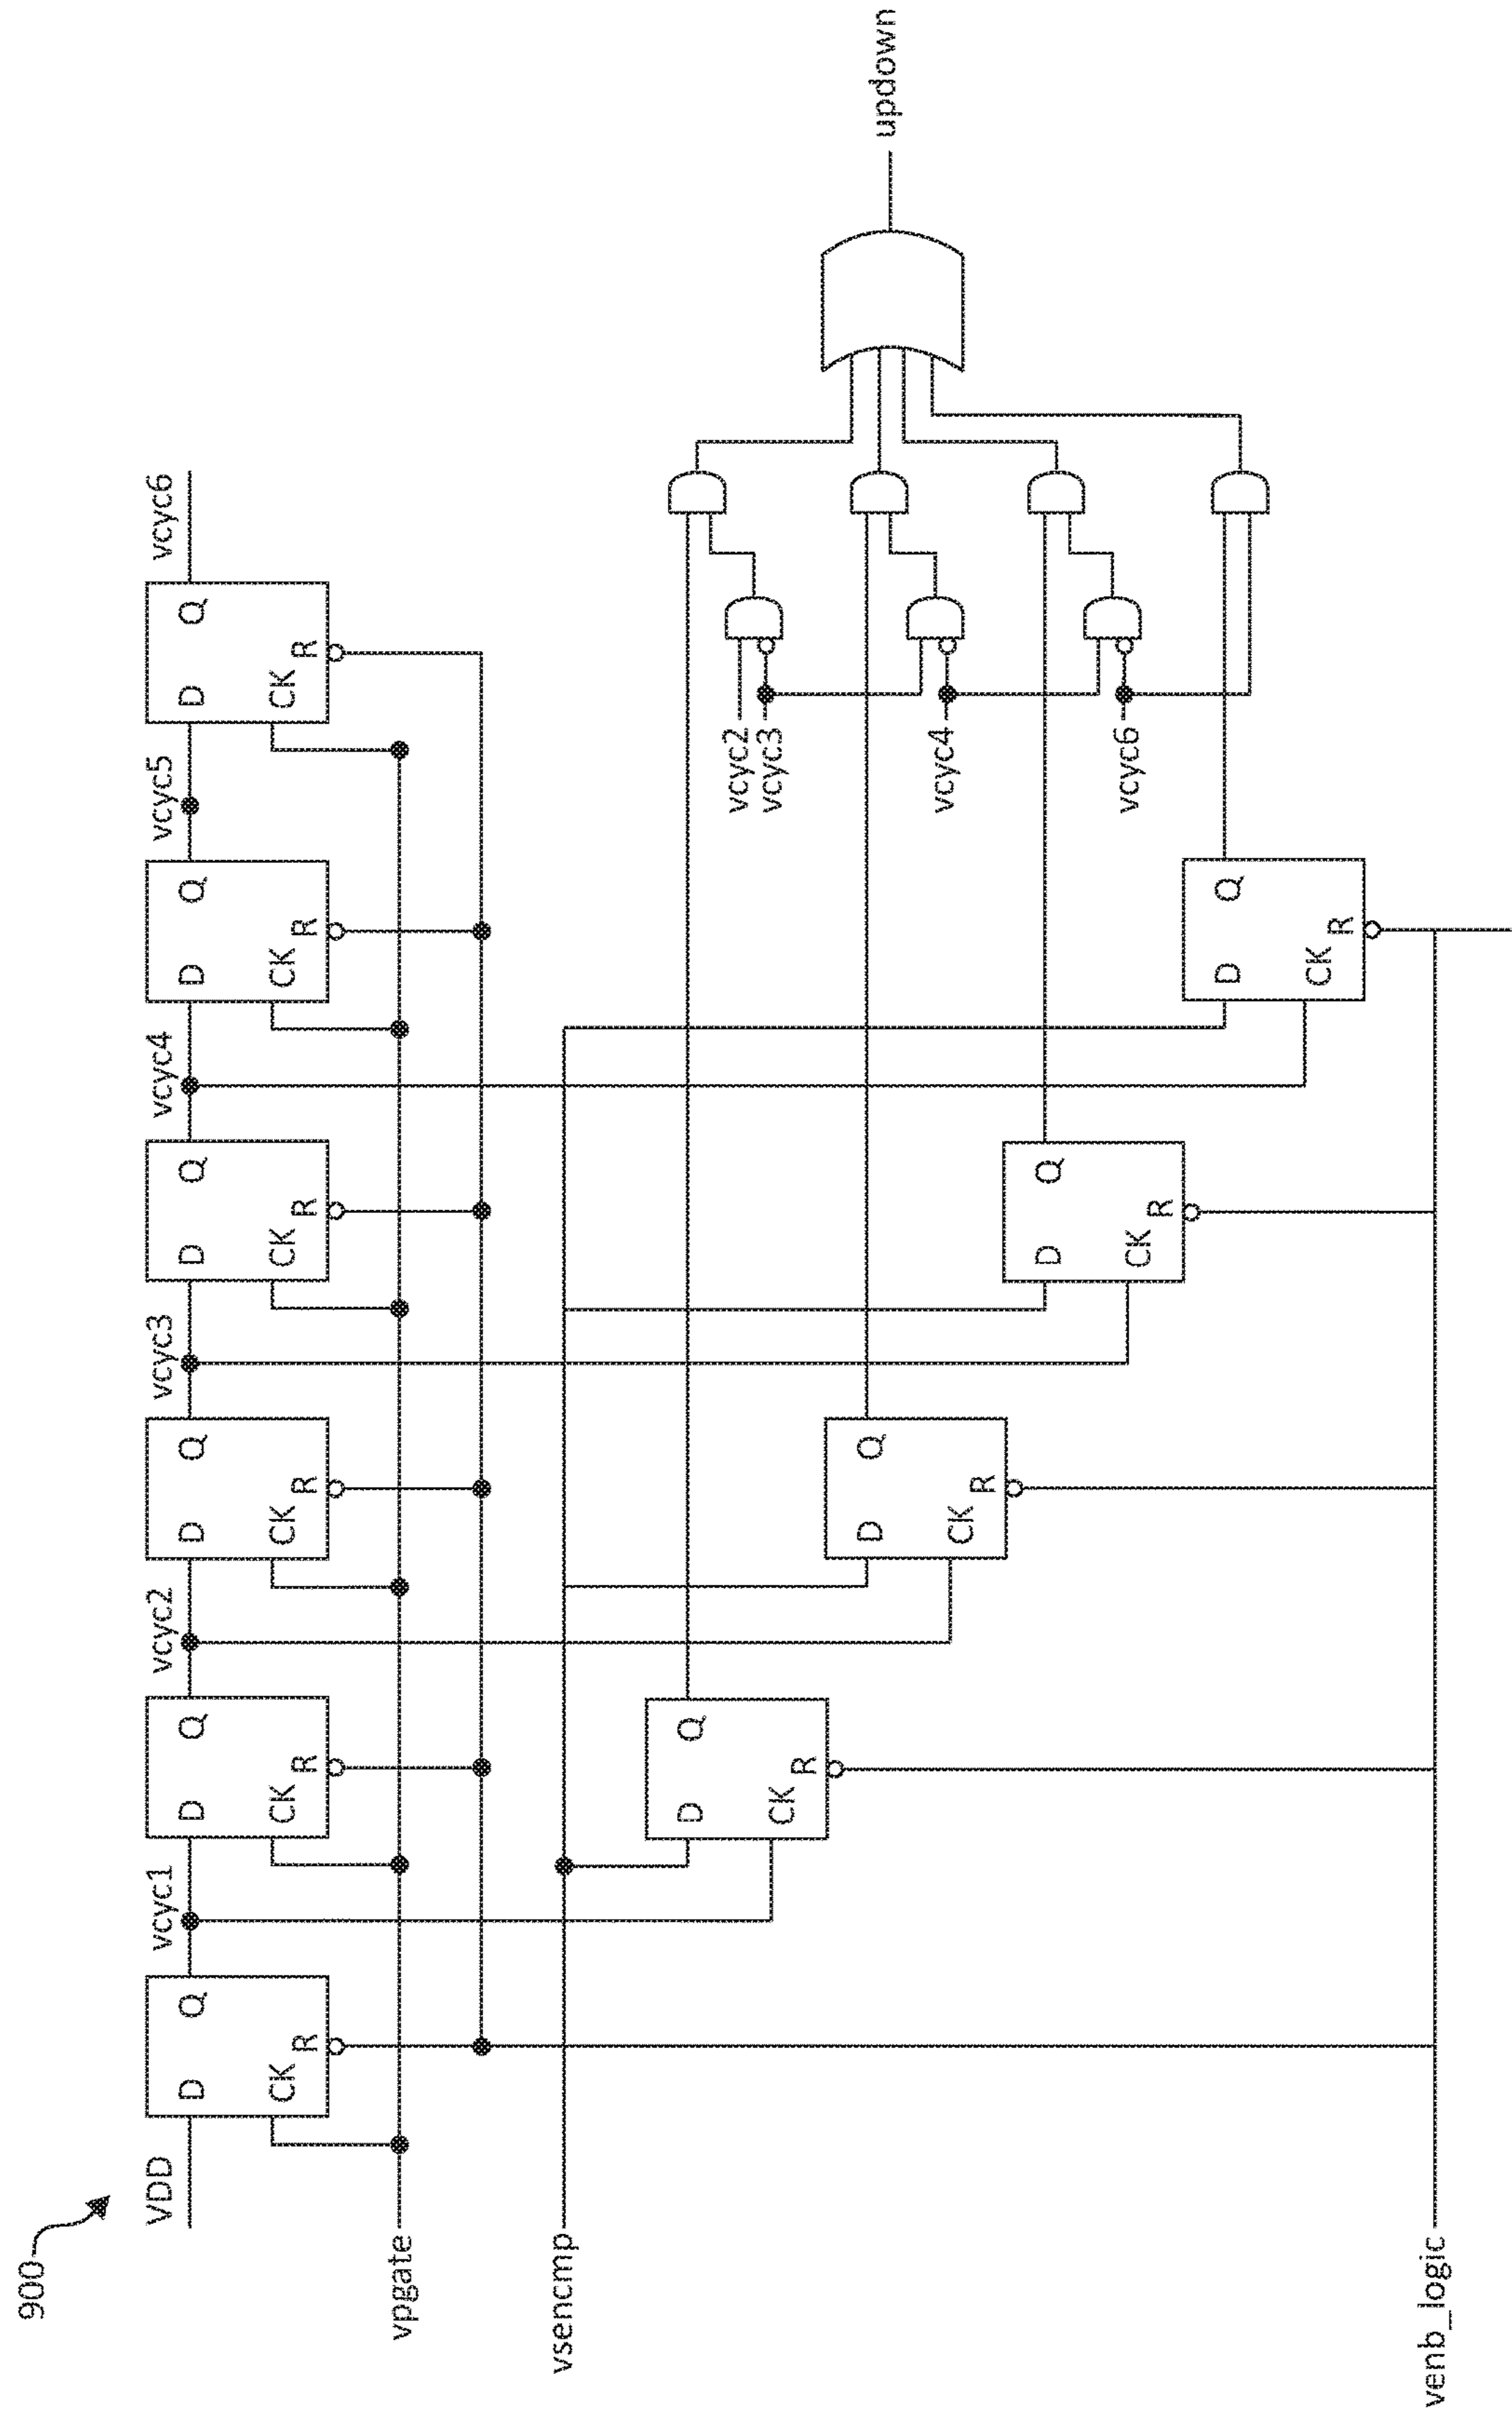 900
VDD
vcyc1
vcyc2
vcyc3
vcyc4
vcyc5
vcyc6
D
Q
CK
R
D
Q
CK
R
D
Q
CK
R
D
Q
CK
R
D
Q
CK
R
D
Q
CK
R
vpgate
vsencmp
D
Q
CK
R
D
Q
CK
R
D
Q
CK
R
D
Q
CK
R
vcyc2
vcyc3
vcyc4
vcyc6
updown
venb_logic